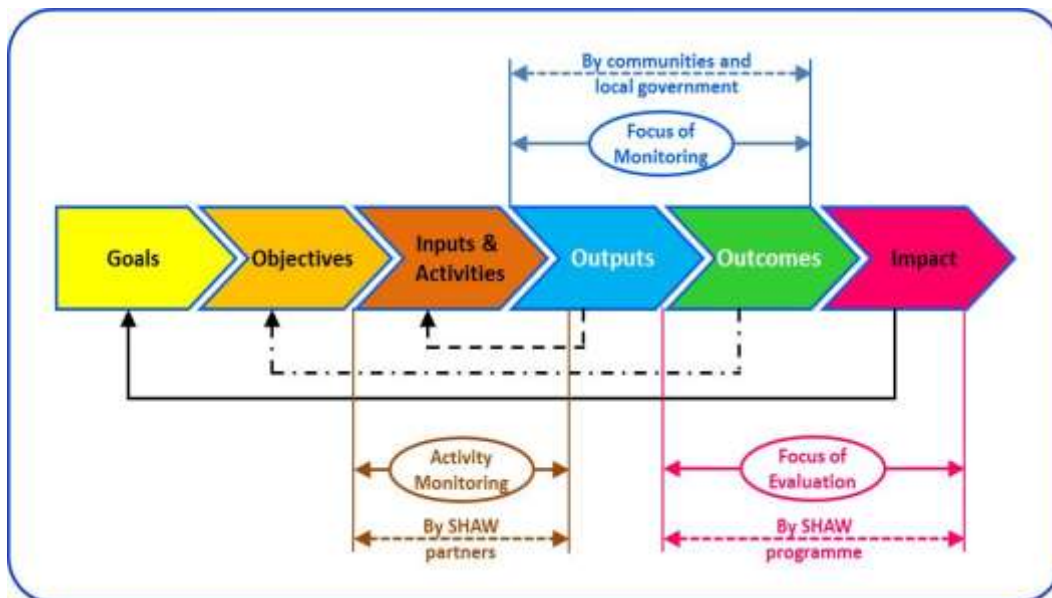 By communities and
local government
Focus of
Monitoring
Goals
Objectives
Inputs &
Activities
Outputs
Outcomes
Impact
Activity
Monitoring
Focus of
Evaluation
By SHAW
partners
By SHAW
programme